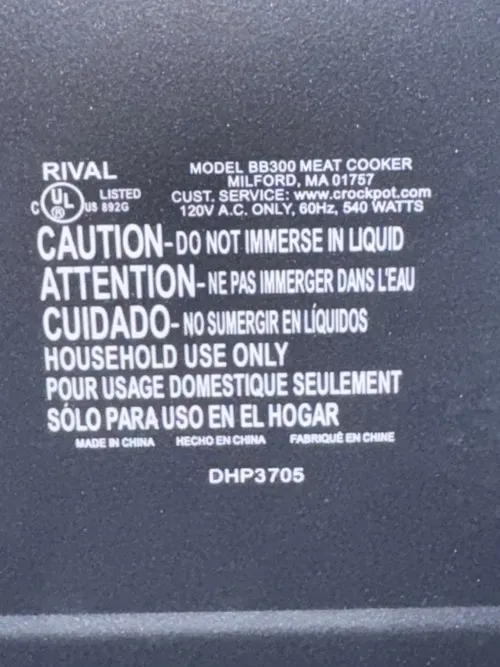 RIVAL
MODEL BB300 MEAT COOKER
MILFORD, MA 01757
C UL ® US LISTED 892G
CUST. SERVICE: www.crockpot.com
120V A.C. ONLY, 60Hz, 540 WATTS
CAUTION-DO NOT IMMERSE IN LIQUID
ATTENTION-NE PAS IMMERGER DANS L'EAU
CUIDADO-NO SUMERGIR EN LÍQUIDOS
HOUSEHOLD USE ONLY
POUR USAGE DOMESTIQUE SEULEMENT
SÓLO PARA USO EN EL HOGAR
MADE IN CHINA HECHO EN CHINA FABRIQUÉ EN CHINE
DHP3705